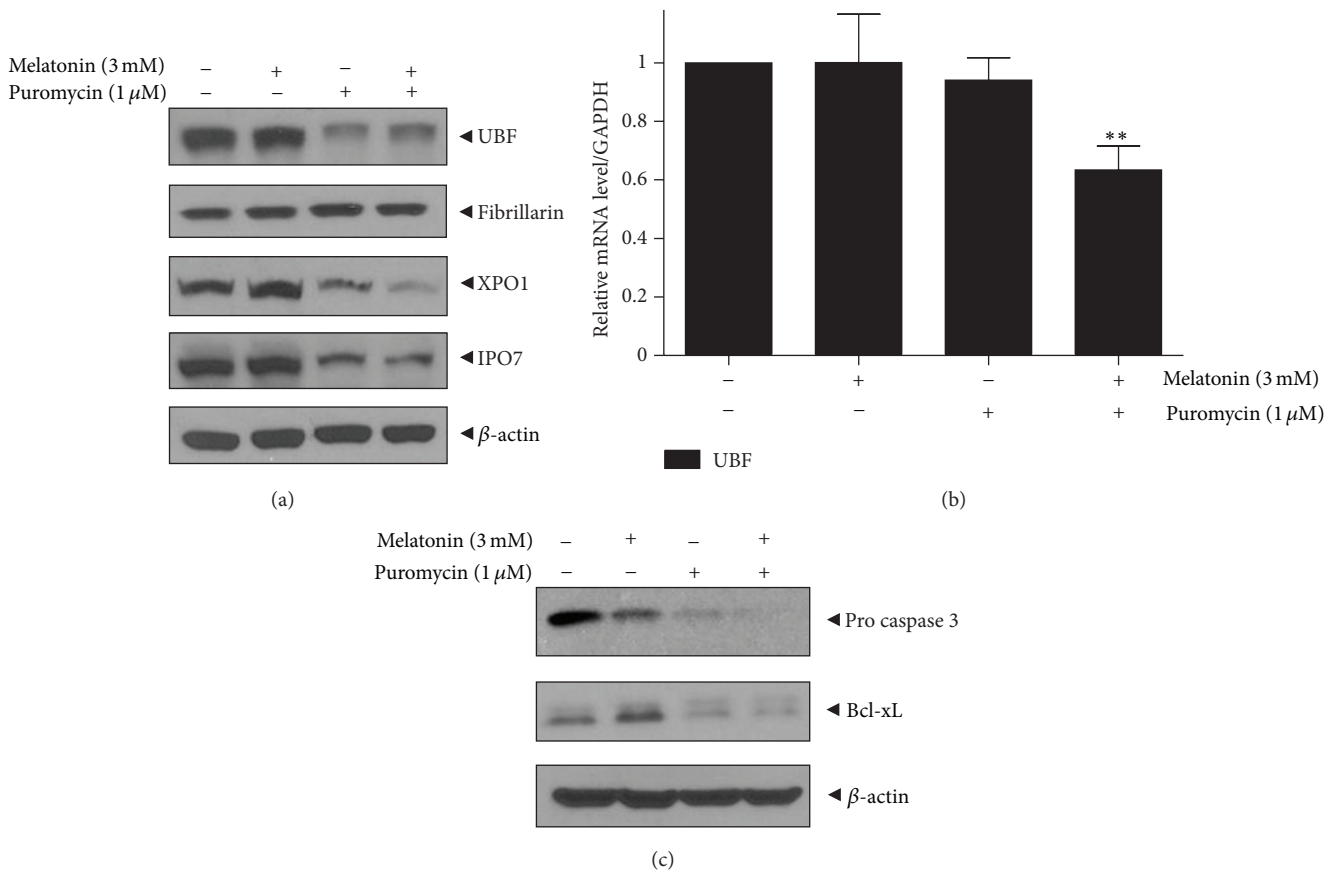 Melatonin (3 mM) − + − +
Puromycin (1 μM) − − + +
UBF
Fibrillarin
XPO1
IPO7
β-actin
(a)
Relative mRNA level/GAPDH
1
0.8
0.6
0.4
0.2
0
**
− + − + Melatonin (3 mM)
− − + + Puromycin (1 μM)
UBF
(b)
Melatonin (3 mM) − + − +
Puromycin (1 μM) − − + +
Pro caspase 3
Bcl-xL
β-actin
(c)